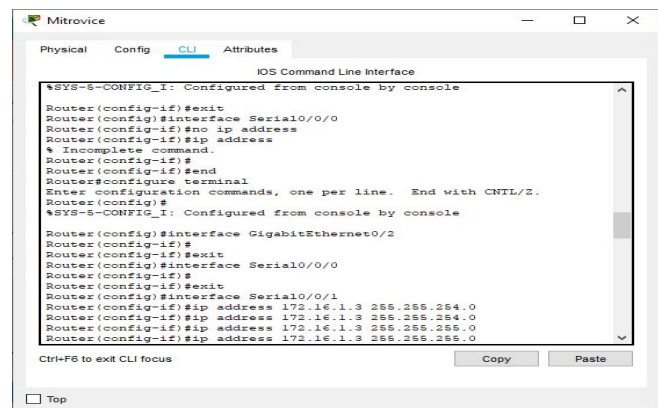 Mitrovice
Physical Config CLI Attributes
IOS Command Line Interface
%SYS-5-CONFIG_I: Configured from console by console
Router(config-if)#exit
Router(config)#interface Serial0/0/0
Router(config-if)#no ip address
Router(config-if)#ip address
% Incomplete command.
Router(config-if)#
Router(config-if)#end
Router#configure terminal
Enter configuration commands, one per line. End with CNTL/Z.
Router(config)#
%SYS-5-CONFIG_I: Configured from console by console
Router(config)#interface GigabitEthernet0/2
Router(config-if)#
Router(config-if)#exit
Router(config)#interface Serial0/0/0
Router(config-if)#
Router(config-if)#exit
Router(config)#interface Serial0/0/1
Router(config-if)#ip address 172.16.1.3 255.255.254.0
Router(config-if)#ip address 172.16.1.3 255.255.254.0
Router(config-if)#ip address 172.16.1.3 255.255.255.0
Router(config-if)#ip address 172.16.1.3 255.255.255.0
Ctrl+F6 to exit CLI focus
Copy Paste
Top